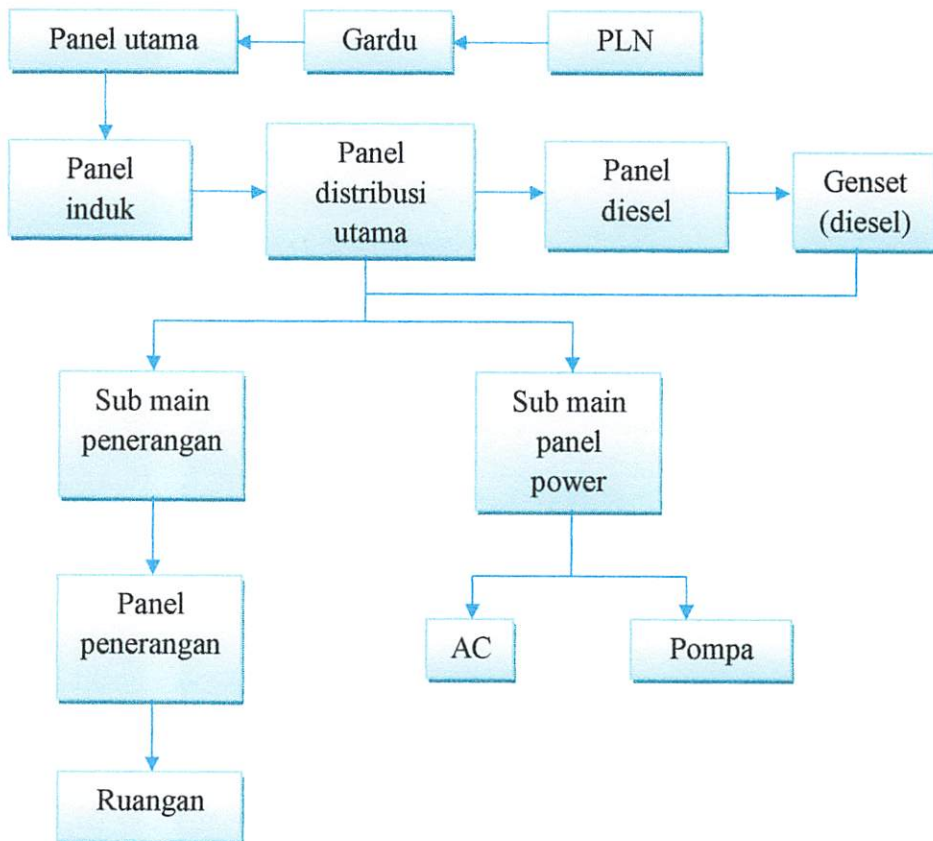 Panel utama
Gardu
PLN
Panel
induk
Panel
distribusi
utama
Panel
diesel
Genset
(diesel)
Sub main
penerangan
Sub main
panel
power
Panel
penerangan
AC
Pompa
Ruangan